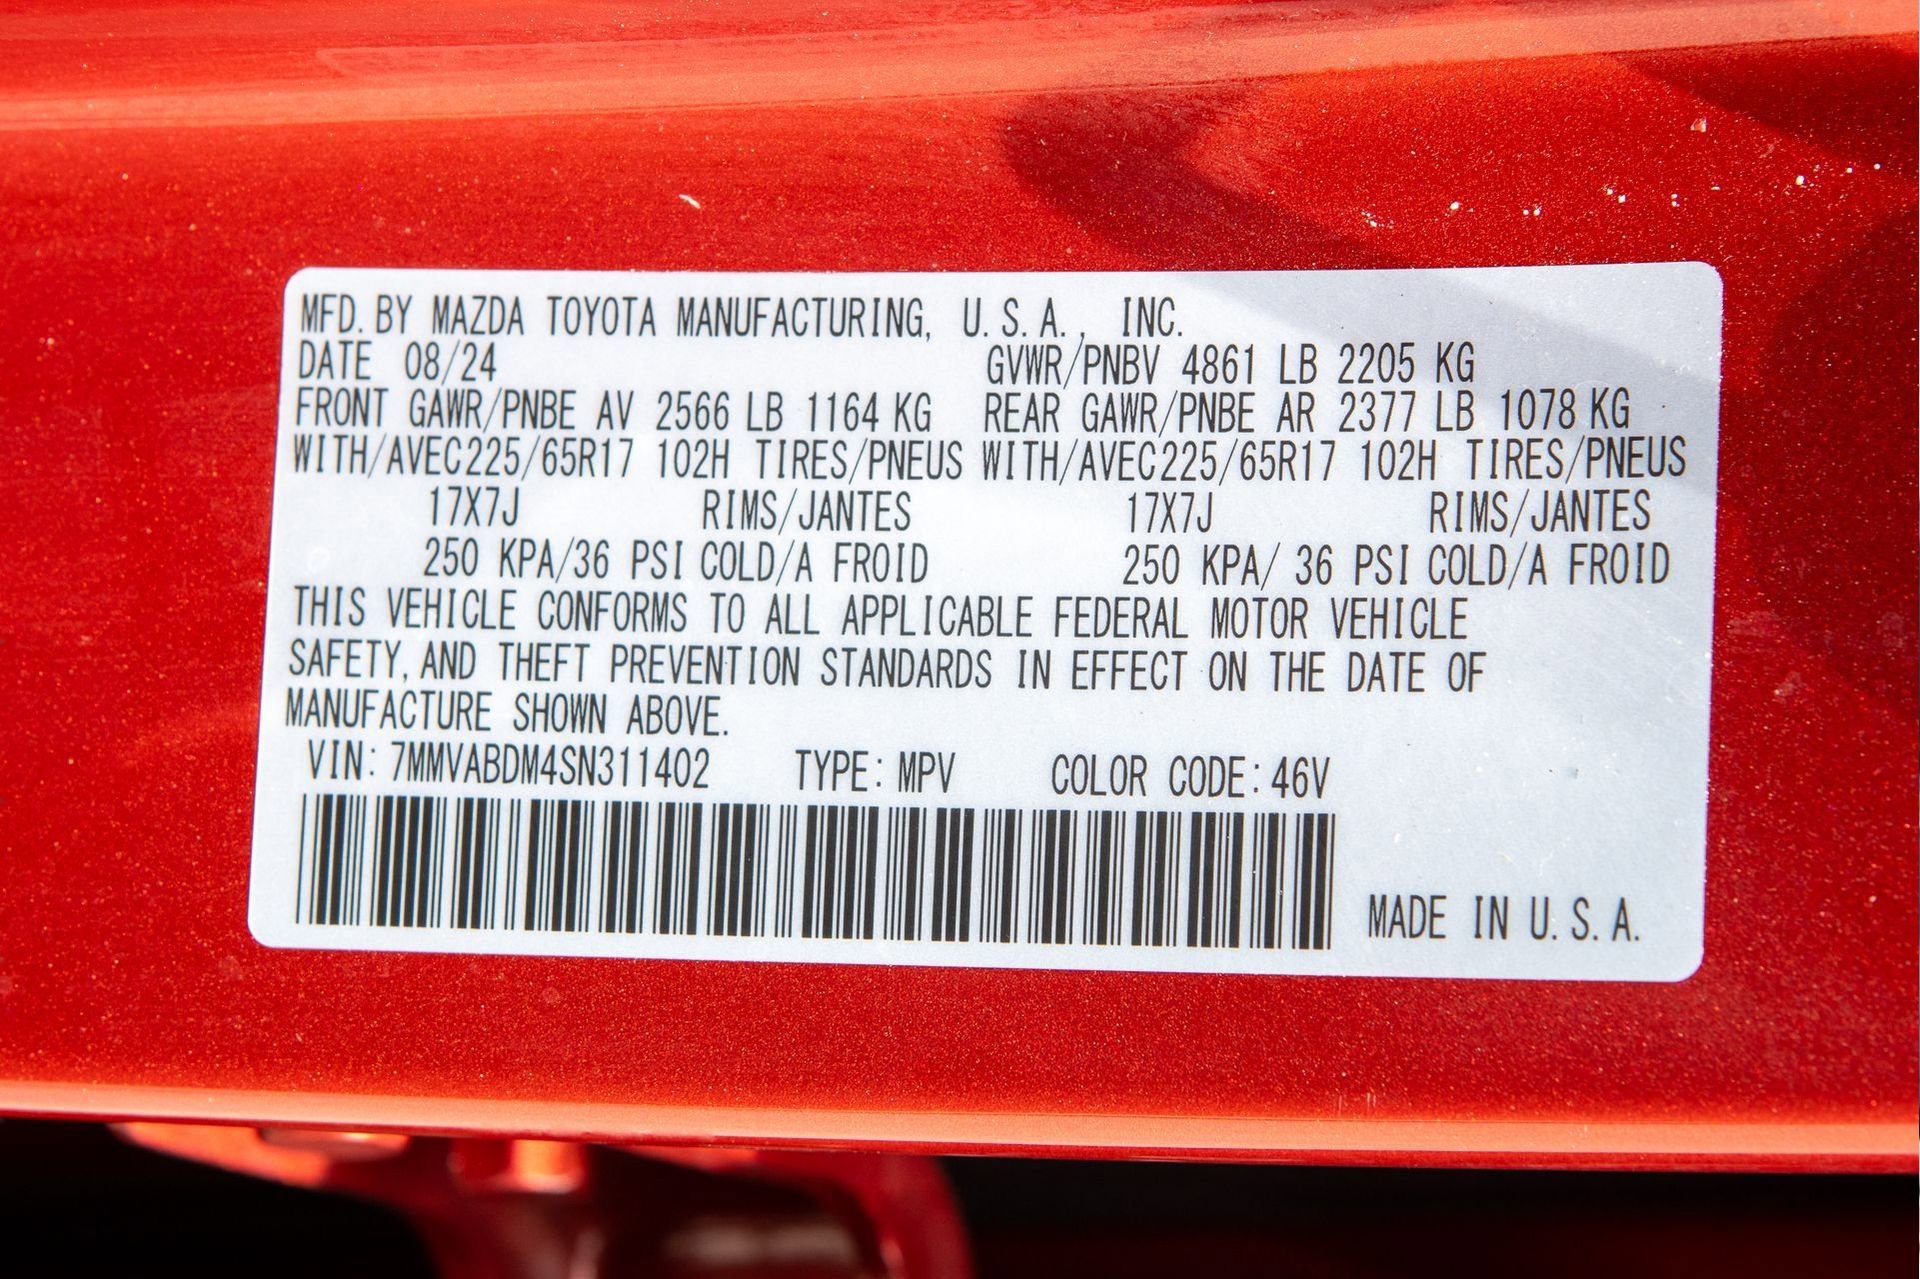 MFD. BY MAZDA TOYOTA MANUFACTURING, U.S.A., INC.
DATE 08/24 GVWR/PNBV 4861 LB 2205 KG
FRONT GAWR/PNBE AV 2566 LB 1164 KG REAR GAWR/PNBE AR 2377 LB 1078 KG
WITH/AVEC225/65R17 102H TIRES/PNEUS WITH/AVEC225/65R17 102H TIRES/PNEUS
17X7J RIMS/JANTES 17X7J RIMS/JANTES
250 KPA/36 PSI COLD/A FROID 250 KPA/ 36 PSI COLD/A FROID
THIS VEHICLE CONFORMS TO ALL APPLICABLE FEDERAL MOTOR VEHICLE
SAFETY, AND THEFT PREVENTION STANDARDS IN EFFECT ON THE DATE OF
MANUFACTURE SHOWN ABOVE.
VIN: 7MMVABDM4SN311402 TYPE: MPV COLOR CODE: 46V
MADE IN U.S.A.